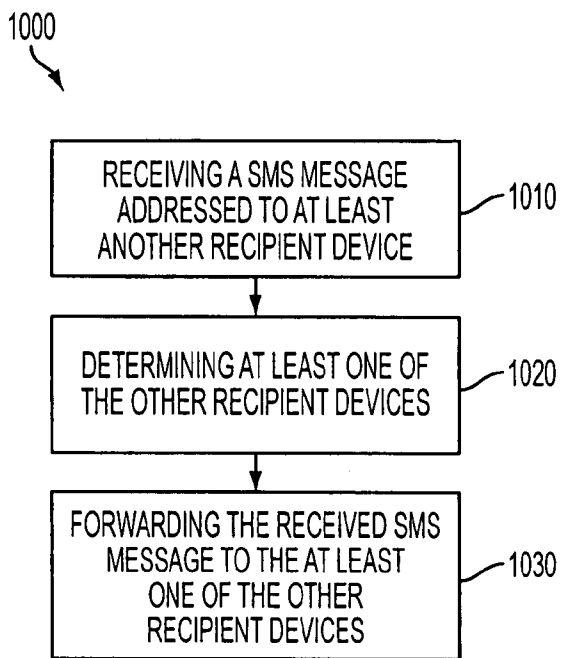 1000
RECEIVING A SMS MESSAGE
ADDRESSED TO AT LEAST
ANOTHER RECIPIENT DEVICE
1010
DETERMINING AT LEAST ONE OF
THE OTHER RECIPIENT DEVICES
1020
FORWARDING THE RECEIVED SMS
MESSAGE TO THE AT LEAST
ONE OF THE OTHER
RECIPIENT DEVICES
1030